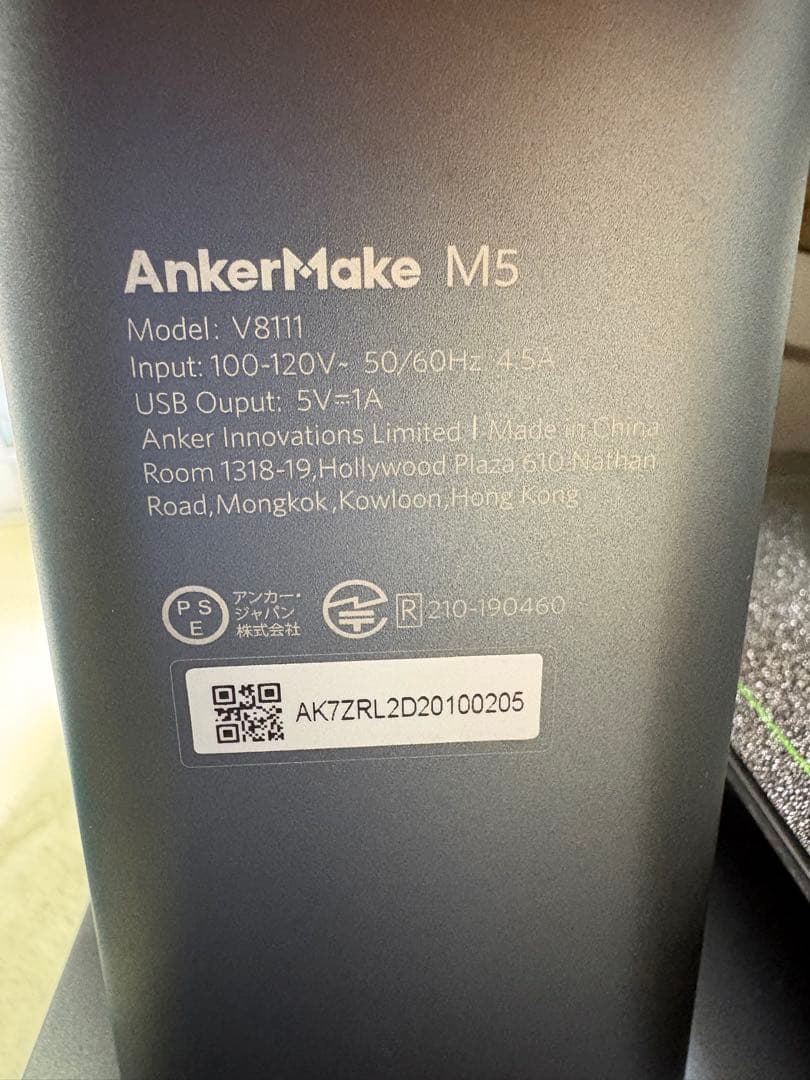 AnkerMake M5
Model: V8111
Input: 100-120V~ 50/60Hz 4.5A
USB Ouput: 5V⎓1A
Anker Innovations Limited | Made in China
Room 1318-19,Hollywood Plaza 610 Nathan
Road,Mongkok,Kowloon,Hong Kong
PSE
アンカー・
ジャパン
株式会社
R 210-190460
AK7ZRL2D20100205